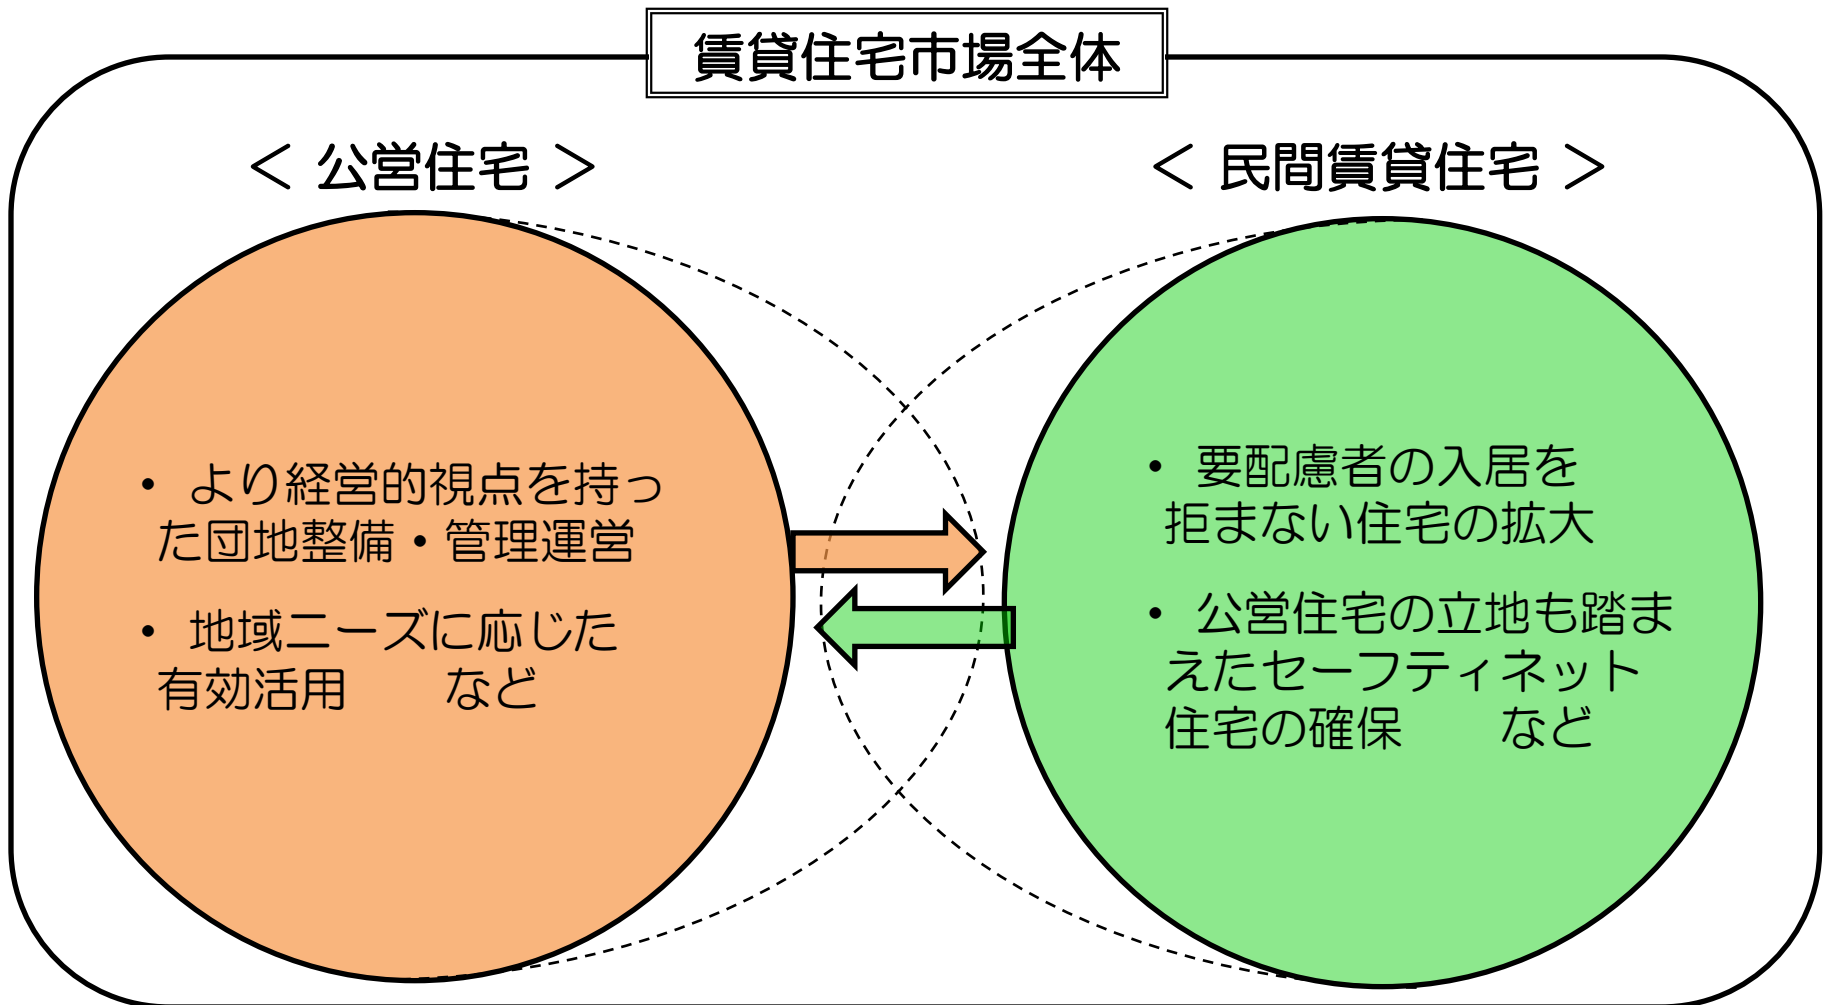 賃貸住宅市場全体
＜ 公営住宅 ＞
＜ 民間賃貸住宅 ＞
・ より経営的視点を持っ
た団地整備・管理運営
・ 地域ニーズに応じた
有効活用　　など
・ 要配慮者の入居を
拒まない住宅の拡大
・ 公営住宅の立地も踏ま
えたセーフティネット
住宅の確保　　など